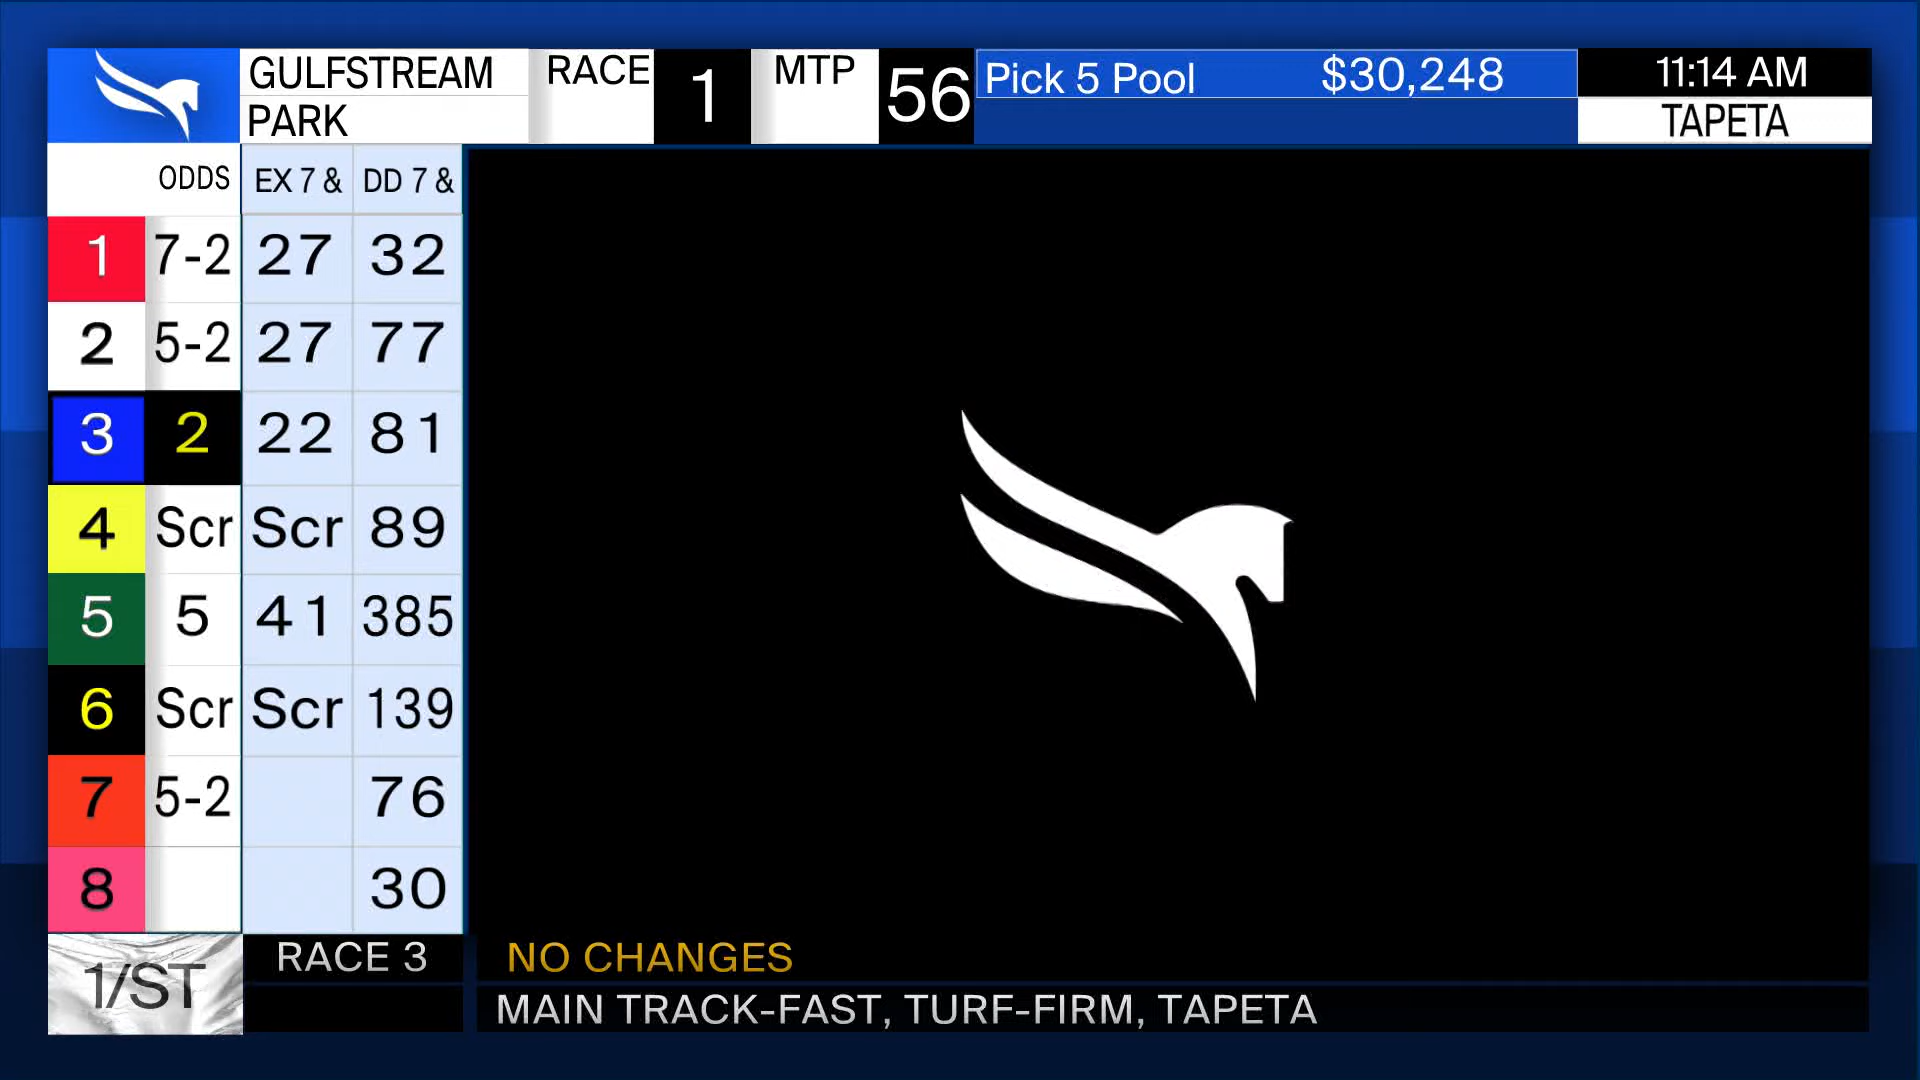 GULFSTREAM
PARK
RACE
1
MTP
56
Pick 5 Pool $30,248
11:14 AM
TAPETA
ODDS EX 7 & DD 7 &
1 7-2 27 32
2 5-2 27 77
3 2 22 81
4 Scr Scr 89
5 5 41 385
6 Scr Scr 139
7 5-2 76
8 30
1/ST
RACE 3 NO CHANGES
MAIN TRACK-FAST, TURF-FIRM, TAPETA